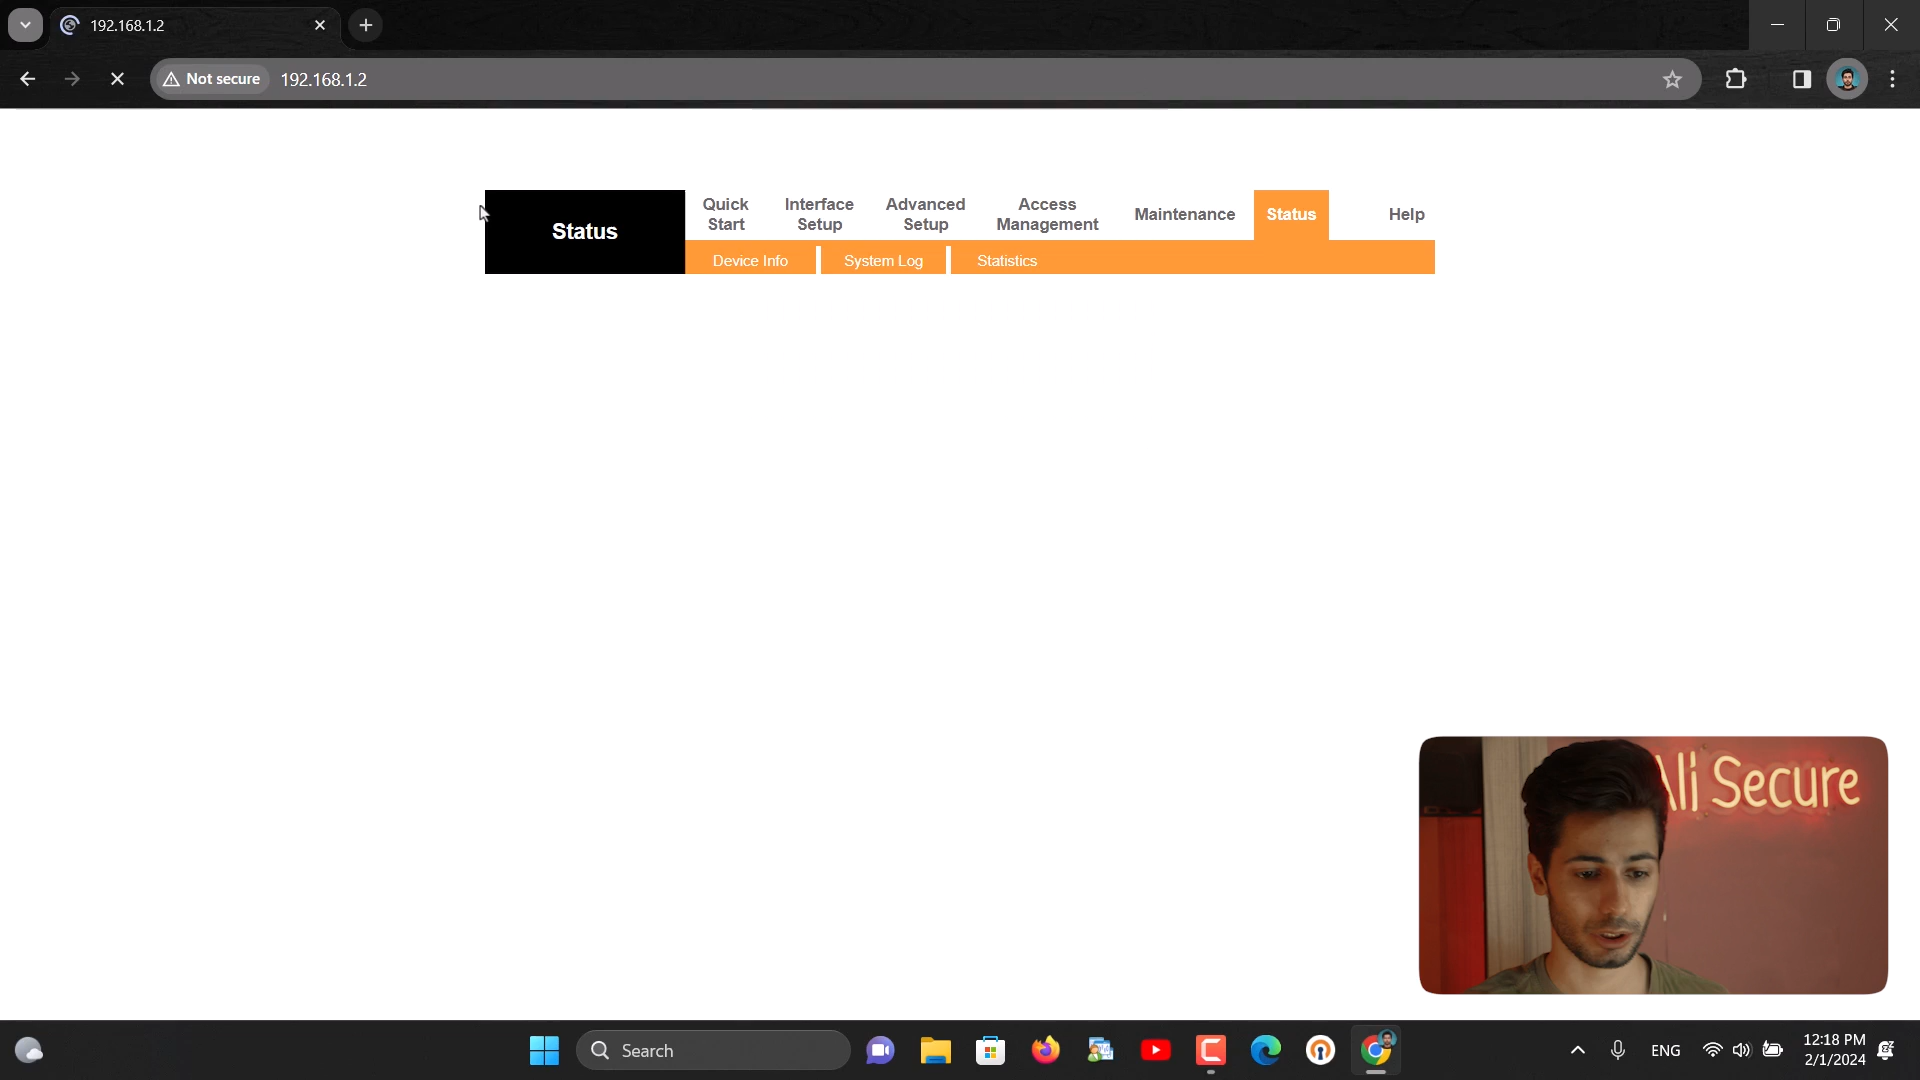 192.168.1.2
Not secure
192.168.1.2
Status
Quick Start
Interface Setup
Advanced Setup
Access Management
Maintenance
Status
Help
Device Info
System Log
Statistics
Ali Secure
Search
ENG
12:18 PM
2/1/2024